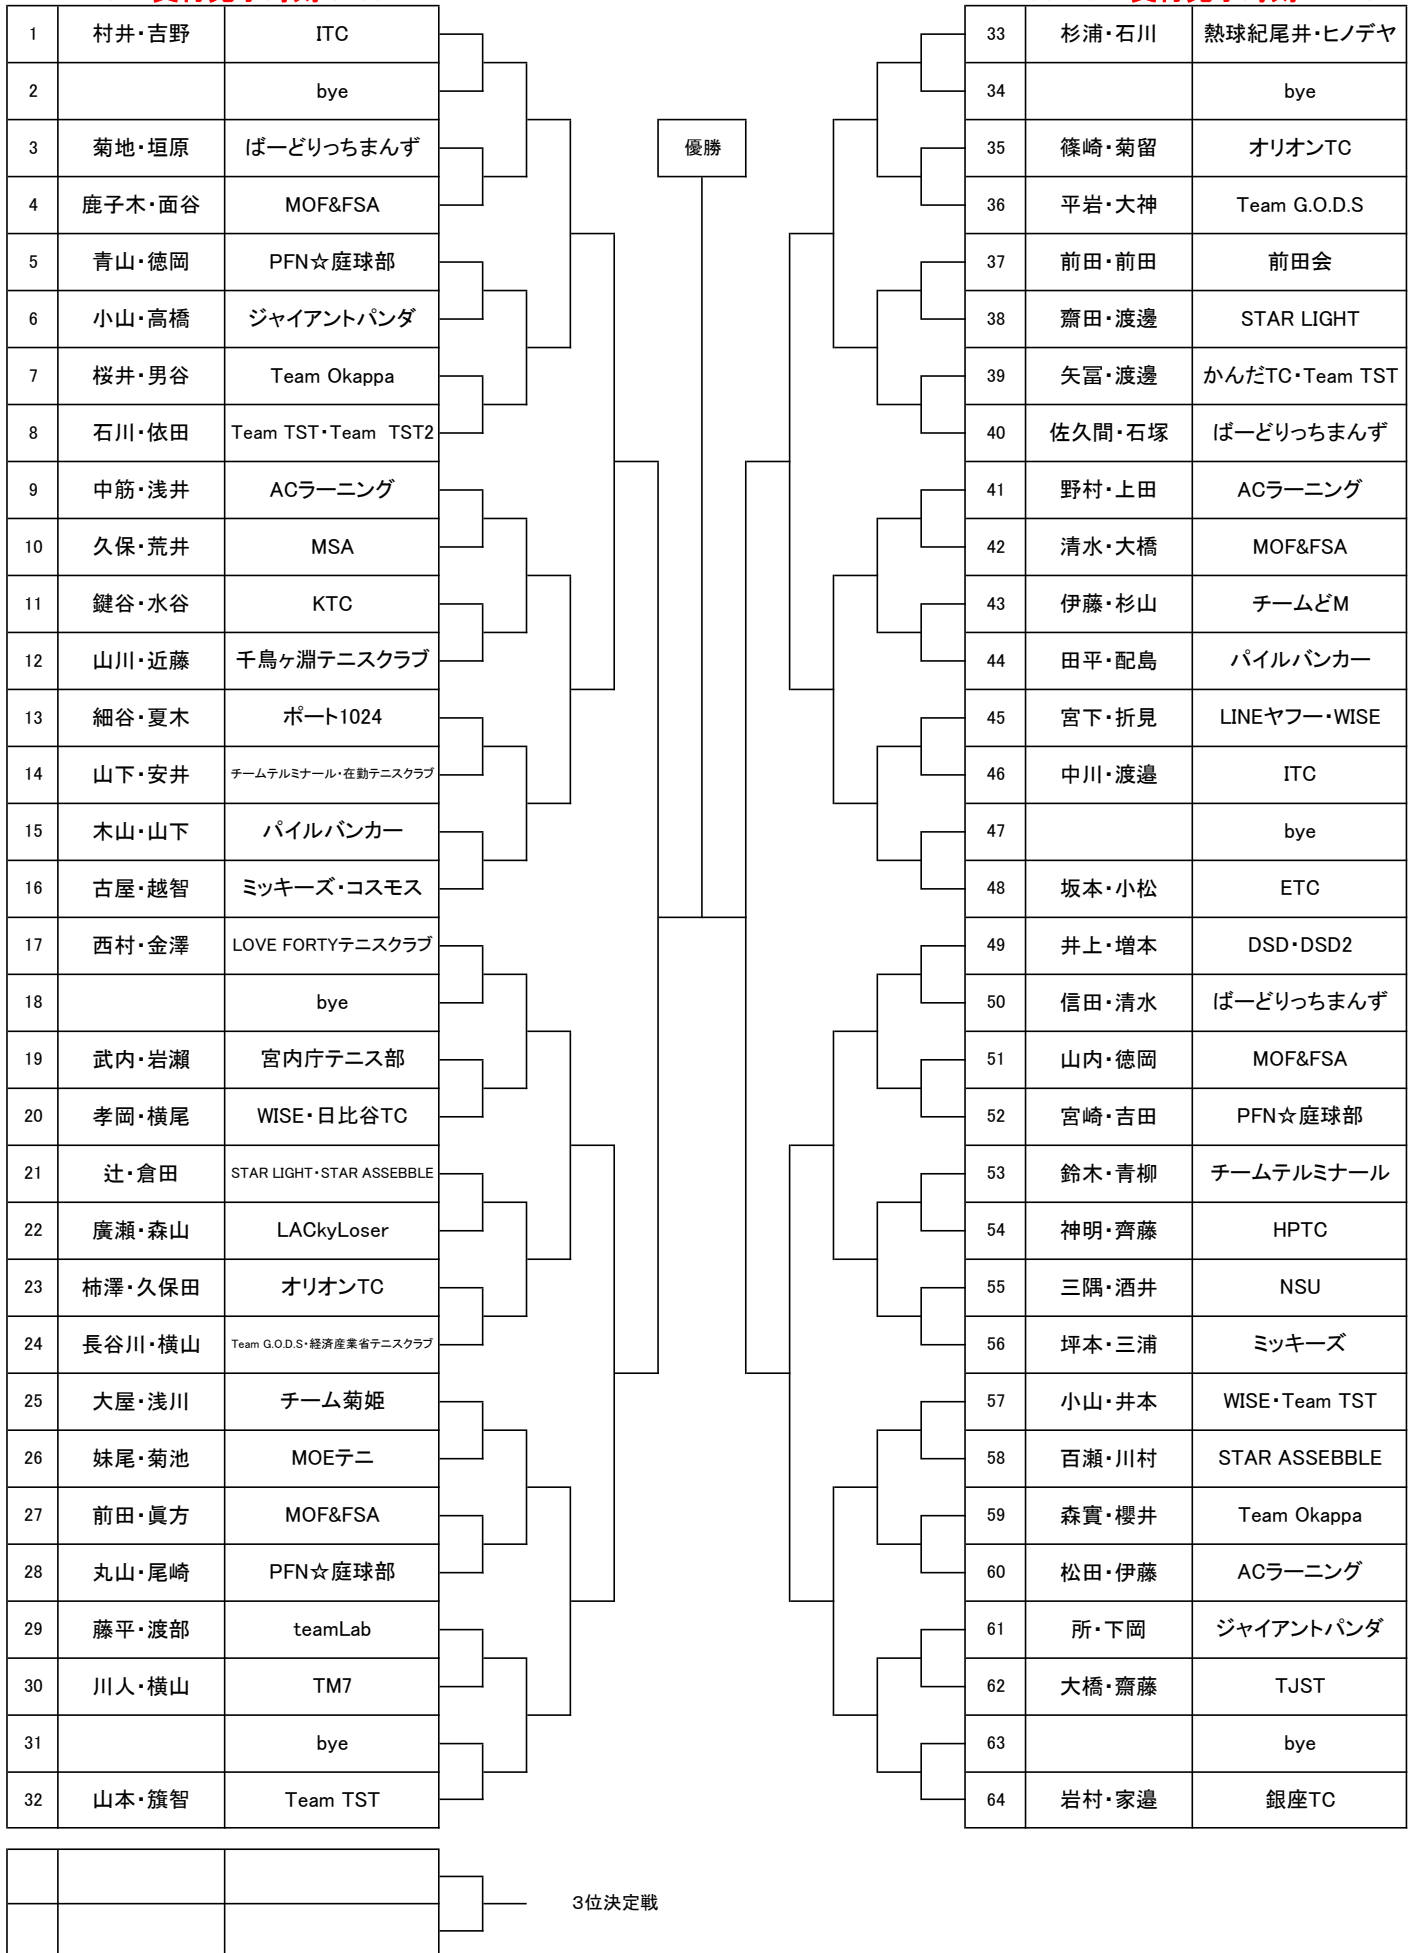 1 村井・吉野 ITC
2 bye
3 菊地・垣原 ばーどりっちまんず
4 鹿子木・面谷 MOF&FSA
5 青山・徳岡 PFN☆庭球部
6 小山・高橋 ジャイアントパンダ
7 桜井・男谷 Team Okappa
8 石川・依田 Team TST・Team TST2
9 中筋・浅井 ACラーニング
10 久保・荒井 MSA
11 鍵谷・水谷 KTC
12 山川・近藤 千鳥ヶ淵テニスクラブ
13 細谷・夏木 ポート1024
14 山下・安井 チームテルミナール・在勤テニスクラブ
15 木山・山下 パイルバンカー
16 古屋・越智 ミッキーズ・コスモス
17 西村・金澤 LOVE FORTYテニスクラブ
18 bye
19 武内・岩瀨 宮内庁テニス部
20 孝岡・横尾 WISE・日比谷TC
21 辻・倉田 STAR LIGHT・STAR ASSEBBLE
22 廣瀬・森山 LACkyLoser
23 柿澤・久保田 オリオンTC
24 長谷川・横山 Team G.O.D.S・経済産業省テニスクラブ
25 大屋・浅川 チーム菊姫
26 妹尾・菊池 MOEテニ
27 前田・眞方 MOF&FSA
28 丸山・尾崎 PFN☆庭球部
29 藤平・渡部 teamLab
30 川人・横山 TM7
31 bye
32 山本・籏智 Team TST
優勝
33 杉浦・石川 熱球紀尾井・ヒノデヤ
34 bye
35 篠崎・菊留 オリオンTC
36 平岩・大神 Team G.O.D.S
37 前田・前田 前田会
38 齋田・渡邊 STAR LIGHT
39 矢冨・渡邊 かんだTC・Team TST
40 佐久間・石塚 ばーどりっちまんず
41 野村・上田 ACラーニング
42 清水・大橋 MOF&FSA
43 伊藤・杉山 チームどM
44 田平・配島 パイルバンカー
45 宮下・折見 LINEヤフー・WISE
46 中川・渡邉 ITC
47 bye
48 坂本・小松 ETC
49 井上・増本 DSD・DSD2
50 信田・清水 ばーどりっちまんず
51 山内・徳岡 MOF&FSA
52 宮崎・吉田 PFN☆庭球部
53 鈴木・青柳 チームテルミナール
54 神明・齊藤 HPTC
55 三隅・酒井 NSU
56 坪本・三浦 ミッキーズ
57 小山・井本 WISE・Team TST
58 百瀬・川村 STAR ASSEBBLE
59 森實・櫻井 Team Okappa
60 松田・伊藤 ACラーニング
61 所・下岡 ジャイアントパンダ
62 大橋・齋藤 TJST
63 bye
64 岩村・家邉 銀座TC
3位決定戦